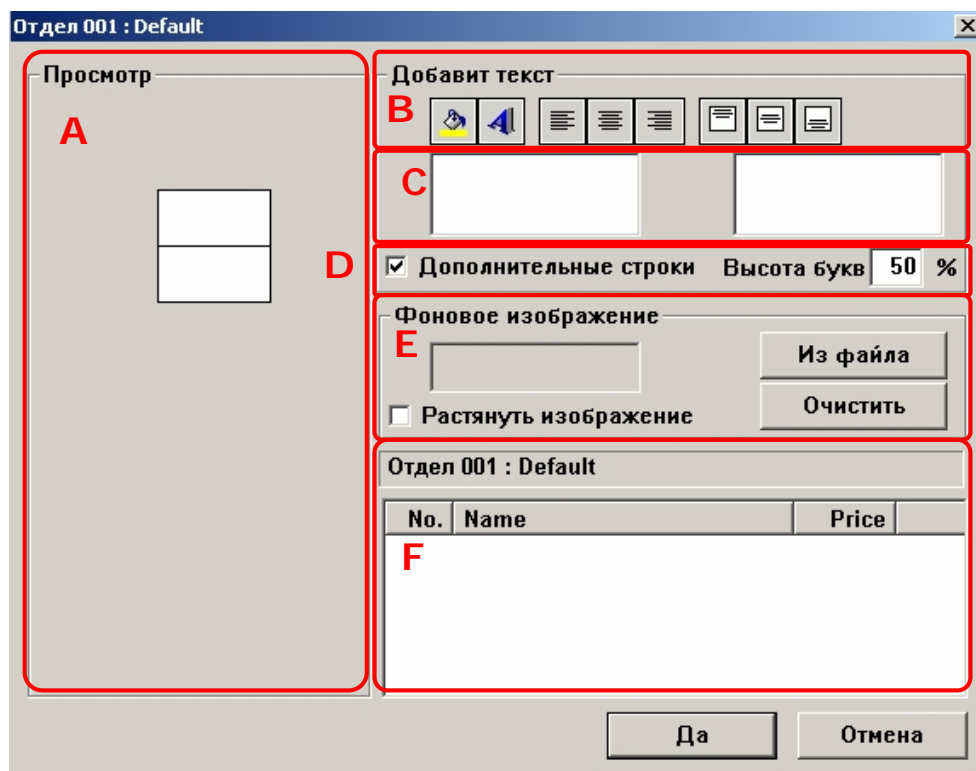 Отдел 001 : Default
Просмотр
A
Добавит текст
B
C
D
Дополнительные строки Высота букв 50 %
Фоновое изображение
E
Из файла
Растянуть изображение
Очистить
Отдел 001 : Default
No. Name Price
F
Да Отмена